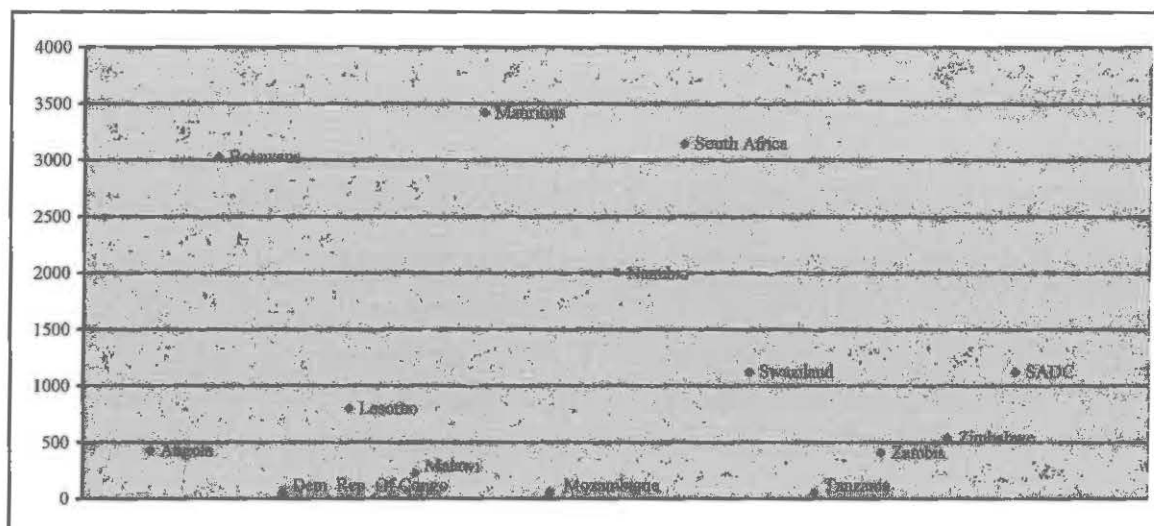 4000
3500
Mauritius
South Africa
3000
Botswana
2500
2000
Namibia
1500
Swaziland
SADC
1000
Lesotho
500
Angola
Zimbabwe
Zambia
Malawi
Dem. Rep. Of Congo
Mozambique
Tanzania
0